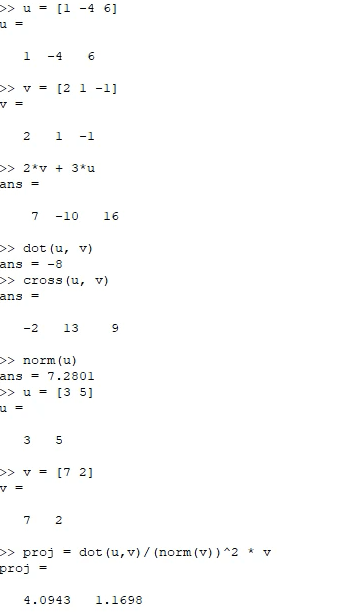 >> u = [1 -4 6]
u =
1 -4 6
>> v = [2 1 -1]
v =
2 1 -1
>> 2*v + 3*u
ans =
7 -10 16
>> dot(u, v)
ans = -8
>> cross(u, v)
ans =
-2 13 9
>> norm(u)
ans = 7.2801
>> u = [3 5]
u =
3 5
>> v = [7 2]
v =
7 2
>> proj = dot(u,v)/(norm(v))^2 * v
proj =
4.0943 1.1698